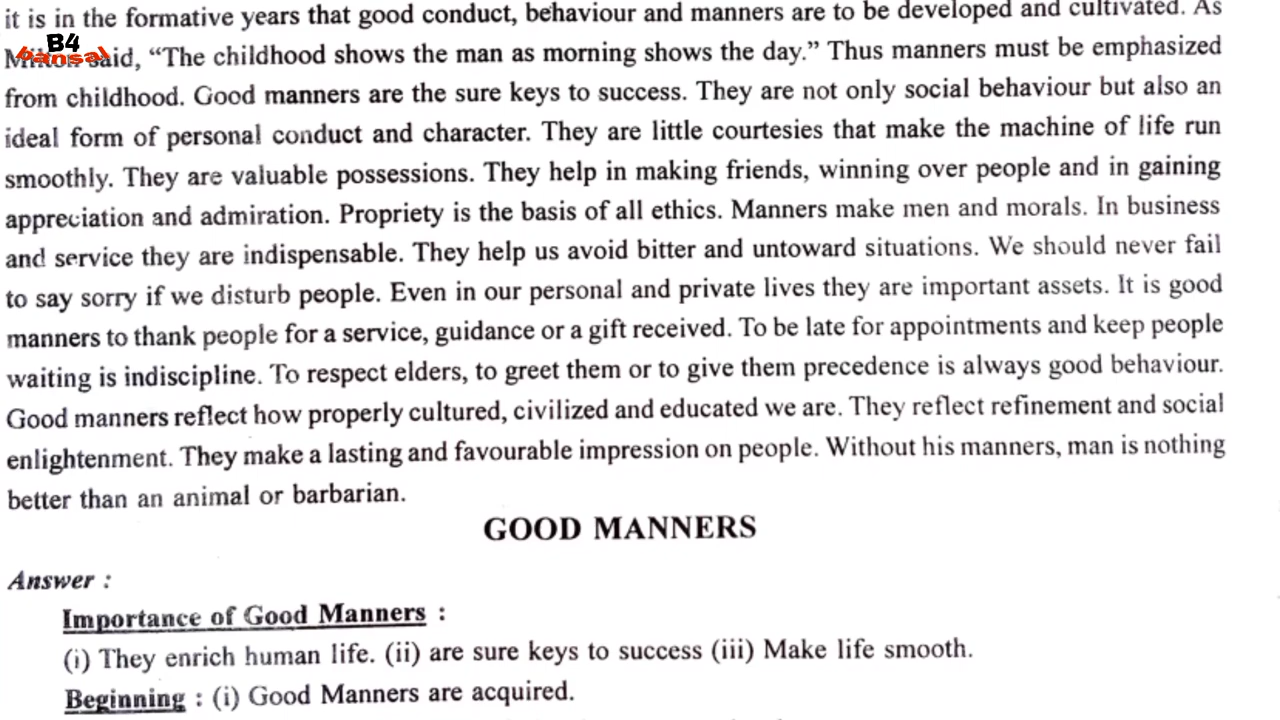 it is in the formative years that good conduct, behaviour and manners are to be developed and cultivated. As
B4
bansal
said, “The childhood shows the man as morning shows the day.” Thus manners must be emphasized
from childhood. Good manners are the sure keys to success. They are not only social behaviour but also an
ideal form of personal conduct and character. They are little courtesies that make the machine of life run
smoothly. They are valuable possessions. They help in making friends, winning over people and in gaining
appreciation and admiration. Propriety is the basis of all ethics. Manners make men and morals. In business
and service they are indispensable. They help us avoid bitter and untoward situations. We should never fail
to say sorry if we disturb people. Even in our personal and private lives they are important assets. It is good
manners to thank people for a service, guidance or a gift received. To be late for appointments and keep people
waiting is indiscipline. To respect elders, to greet them or to give them precedence is always good behaviour.
Good manners reflect how properly cultured, civilized and educated we are. They reflect refinement and social
enlightenment. They make a lasting and favourable impression on people. Without his manners, man is nothing
better than an animal or barbarian.
GOOD MANNERS
Answer :
Importance of Good Manners :
(i) They enrich human life. (ii) are sure keys to success (iii) Make life smooth.
Beginning : (i) Good Manners are acquired.